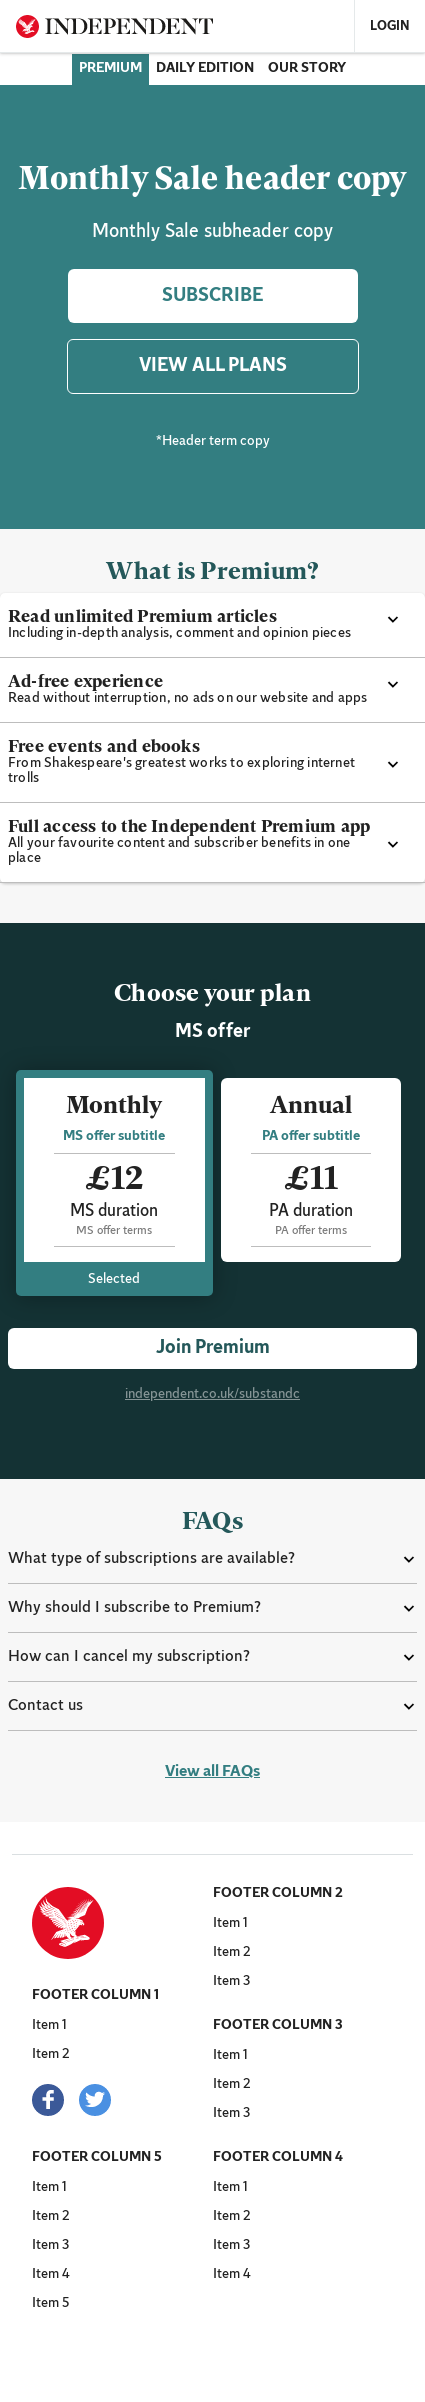 INDEPENDENT
LOGIN
PREMIUM DAILY EDITION OUR STORY
Monthly Sale header copy
Monthly Sale subheader copy
SUBSCRIBE
VIEW ALL PLANS
*Header term copy
What is Premium?
Read unlimited Premium articles
Including in-depth analysis, comment and opinion pieces
Ad-free experience
Read without interruption, no ads on our website and apps
Free events and ebooks
From Shakespeare's greatest works to exploring internet
trolls
Full access to the Independent Premium app
All your favourite content and subscriber benefits in one
place
Choose your plan
MS offer
Monthly
MS offer subtitle
£12
MS duration
MS offer terms
Selected
Annual
PA offer subtitle
£11
PA duration
PA offer terms
Join Premium
independent.co.uk/substandc
FAQs
What type of subscriptions are available?
Why should I subscribe to Premium?
How can I cancel my subscription?
Contact us
View all FAQs
FOOTER COLUMN 1
Item 1
Item 2
FOOTER COLUMN 2
Item 1
Item 2
Item 3
FOOTER COLUMN 3
Item 1
Item 2
Item 3
FOOTER COLUMN 5
Item 1
Item 2
Item 3
Item 4
Item 5
FOOTER COLUMN 4
Item 1
Item 2
Item 3
Item 4